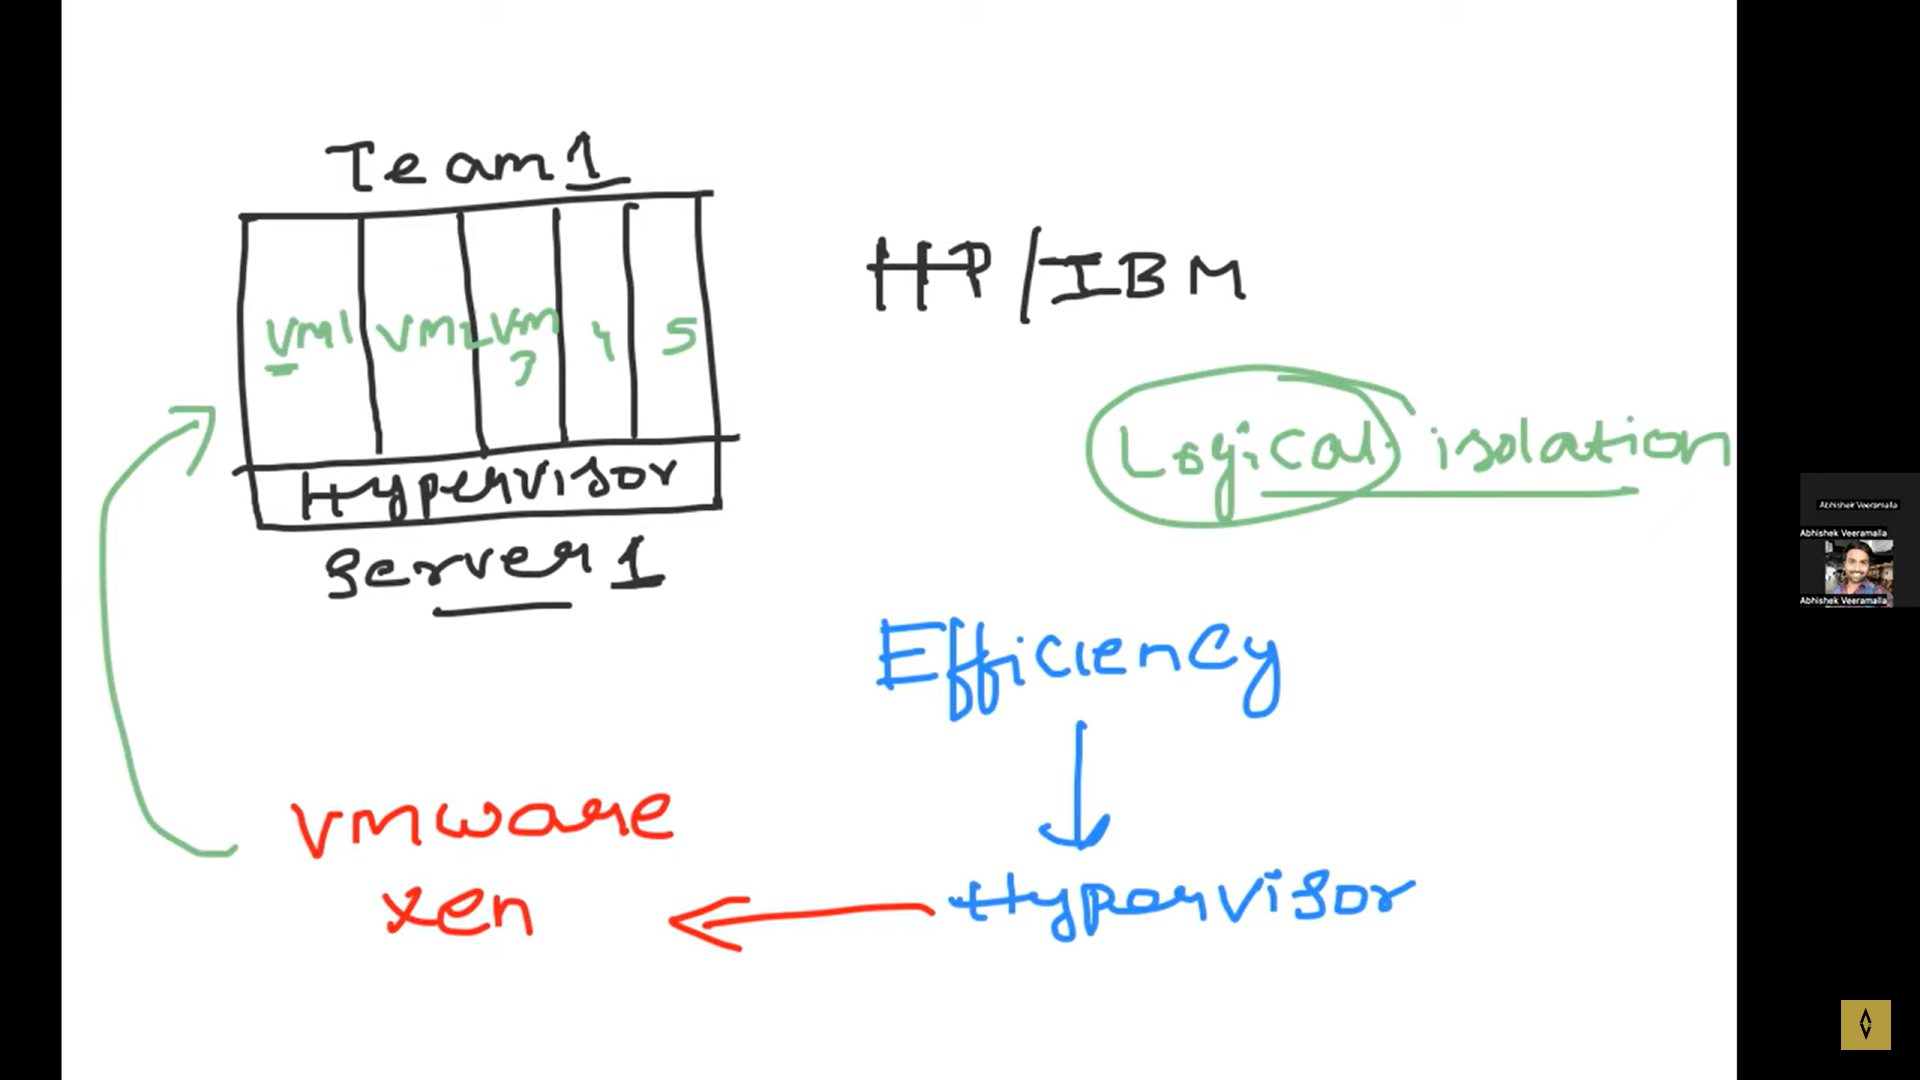 Team 1
HP/IBM
VM1 VM2 VM 4 5
3
Logical isolation
Hypervisor
Server 1
Efficiency
vmware
xen
Hypervisor
Abhishek Veeramalla
Abhishek Veeramalla
Abhishek Veeramalla